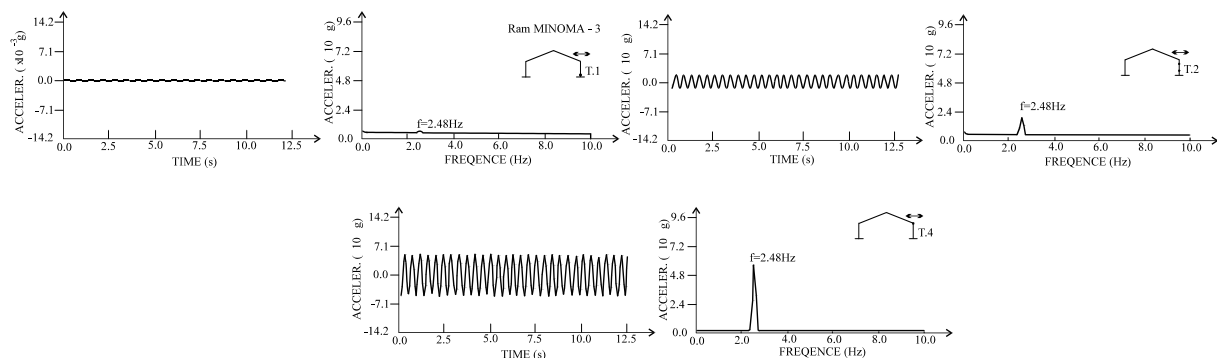 14.2
7.1
0.0
-7.1
-14.2
ACCELER. ( x10 -3 g)
0.0 2.5 5.0 7.5 10.0 12.5
TIME (s)
9.6
7.2
4.8
2.4
0.0
ACCELER. ( 10 g)
Ram MINOMA - 3
T.1
f=2.48Hz
0.0 2.0 4.0 6.0 8.0 10.0
FREQENCE (Hz)
14.2
7.1
0.0
-7.1
-14.2
ACCELER. ( 10 g)
0.0 2.5 5.0 7.5 10.0 12.5
TIME (s)
9.6
7.2
4.8
2.4
0.0
ACCELER. ( 10 g)
T.2
f=2.48Hz
0.0 2.0 4.0 6.0 8.0 10.0
FREQENCE (Hz)
14.2
7.1
0.0
-7.1
-14.2
ACCELER. ( 10 g)
0.0 2.5 5.0 7.5 10.0 12.5
TIME (s)
9.6
7.2
4.8
2.4
0.0
ACCELER. ( 10 g)
T.4
f=2.48Hz
0.0 2.0 4.0 6.0 8.0 10.0
FREQENCE (Hz)